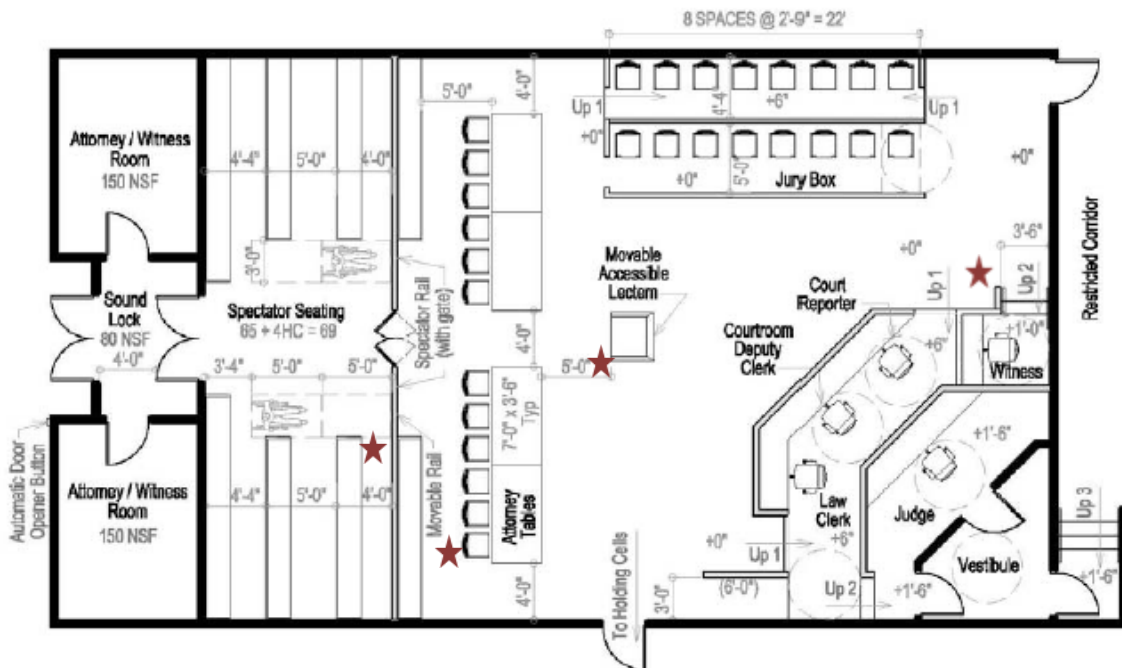 8 SPACES @ 2'-9" = 22'
Attorney / Witness
Room
150 NSF
4'-4"
5'-0"
4'-0"
5'-0"
4'-0"
Up 1
+6"
4'-4
Up 1
+0"
+0"
5'-0"
Jury Box
+0"
3'-0"
Sound
Lock
80 NSF
4'-0"
Spectator Seating
65 + 4HC = 69
Spectator Rail
(with gate)
Movable
Accessible
Lectern
+0"
3'-6"
Up 1
Up 2
Restricted Corridor
Court
Reporter
Courtroom
Deputy
Clerk
+6"
+1'-0
Witness
3'-4"
5'-0"
5'-0"
4'-0"
5'-0"
7'-0" x 3'-6"
Typ
Automatic Door
Opener Button
Attorney / Witness
Room
150 NSF
4'-4"
5'-0"
4'-0"
Movable Rail
Attorney
Tables
+1'-6"
Judge
Law
Clerk
+6"
+0"
Up 1
Vestibule
Up 3
+1'-6"
4'-0"
To Holding Cells
3'-0"
(6'-0")
Up 2
+1'-6"